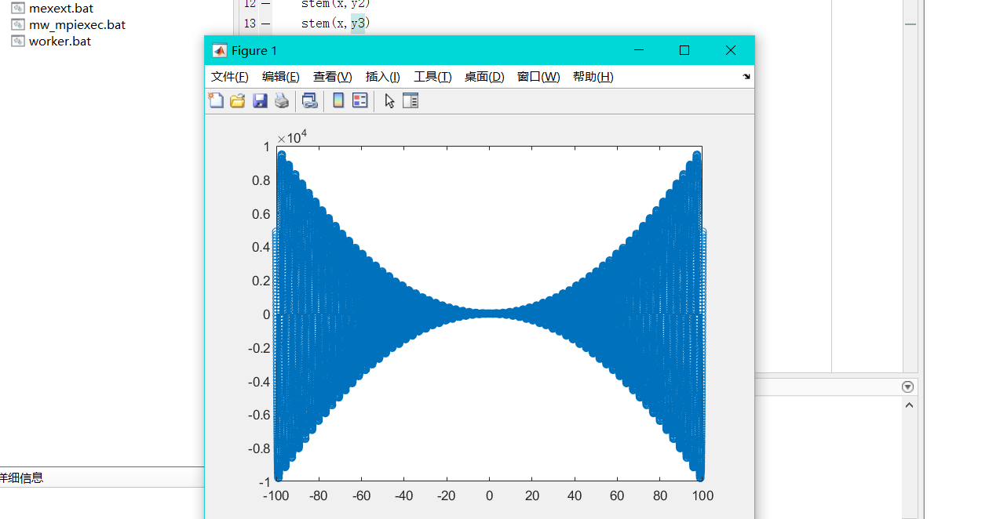 mexext.bat
mw_mpiexec.bat
worker.bat
12 — stem(x,y2)
13 — stem(x,y3)
Figure 1
文件(F) 编辑(E) 查看(V) 插入(I) 工具(T) 桌面(D) 窗口(W) 帮助(H)
×10^4
1
0.8
0.6
0.4
0.2
0
-0.2
-0.4
-0.6
-0.8
-1
-100 -80 -60 -40 -20 0 20 40 60 80 100
详细信息